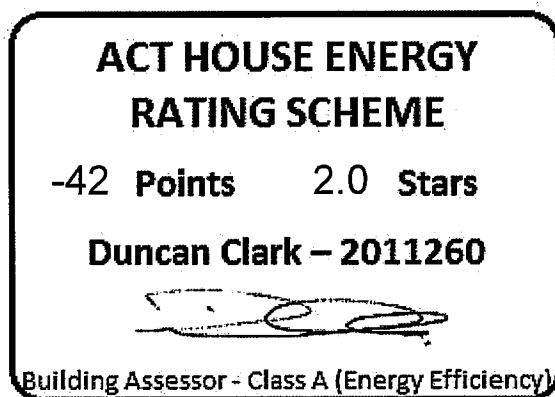 ACT HOUSE ENERGY
RATING SCHEME
-42 Points 2.0 Stars
Duncan Clark – 2011260
Building Assessor - Class A (Energy Efficiency)